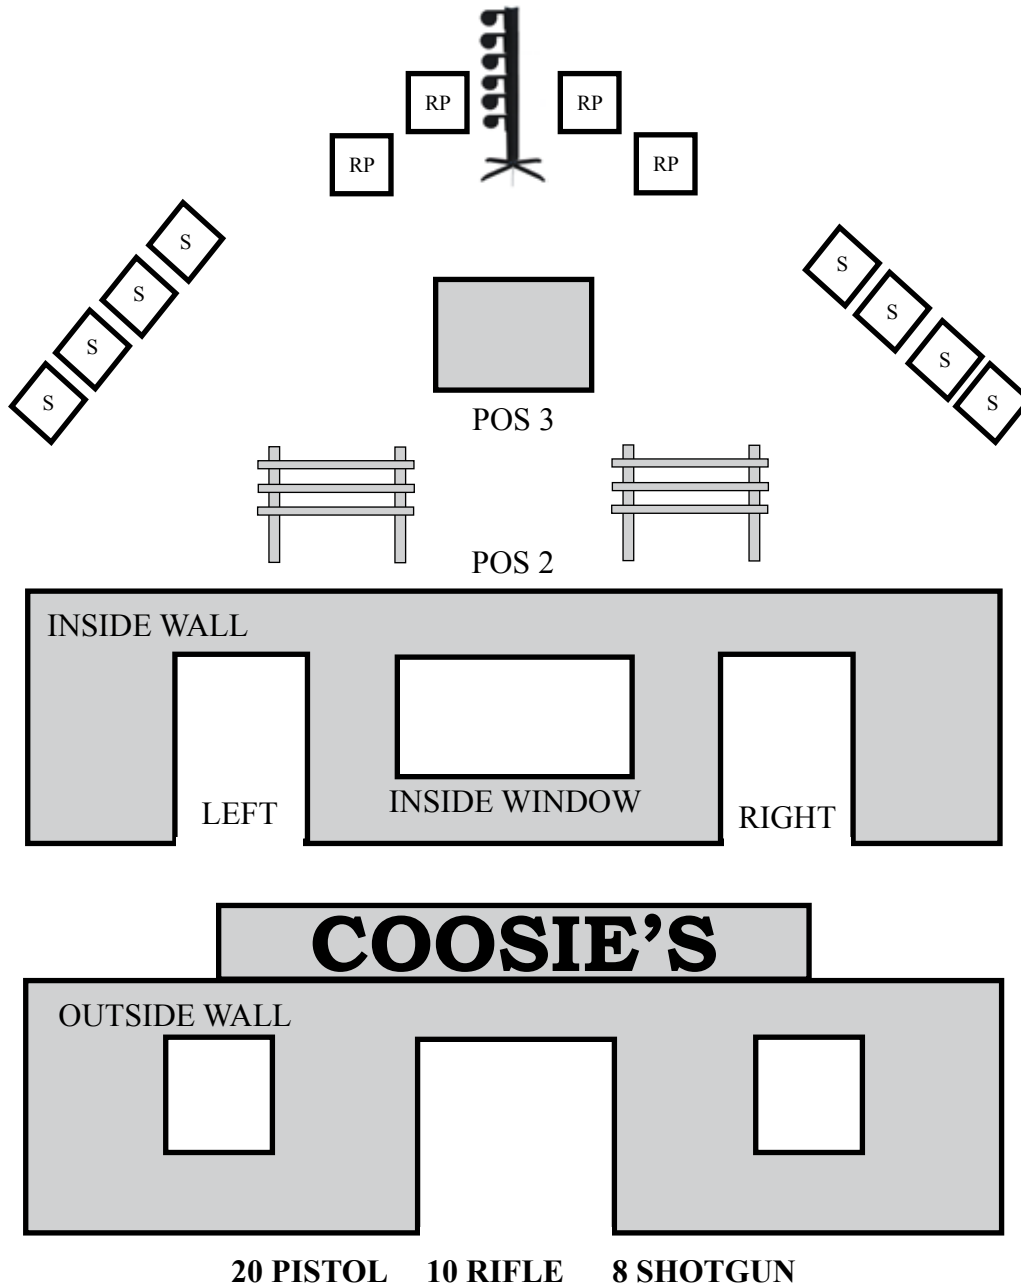 RP RP
RP RP
S S
S S
S S
S S
POS 3
POS 2
INSIDE WALL
LEFT
INSIDE WINDOW
RIGHT
COOSIE’S
OUTSIDE WALL
20 PISTOL 10 RIFLE 8 SHOTGUN